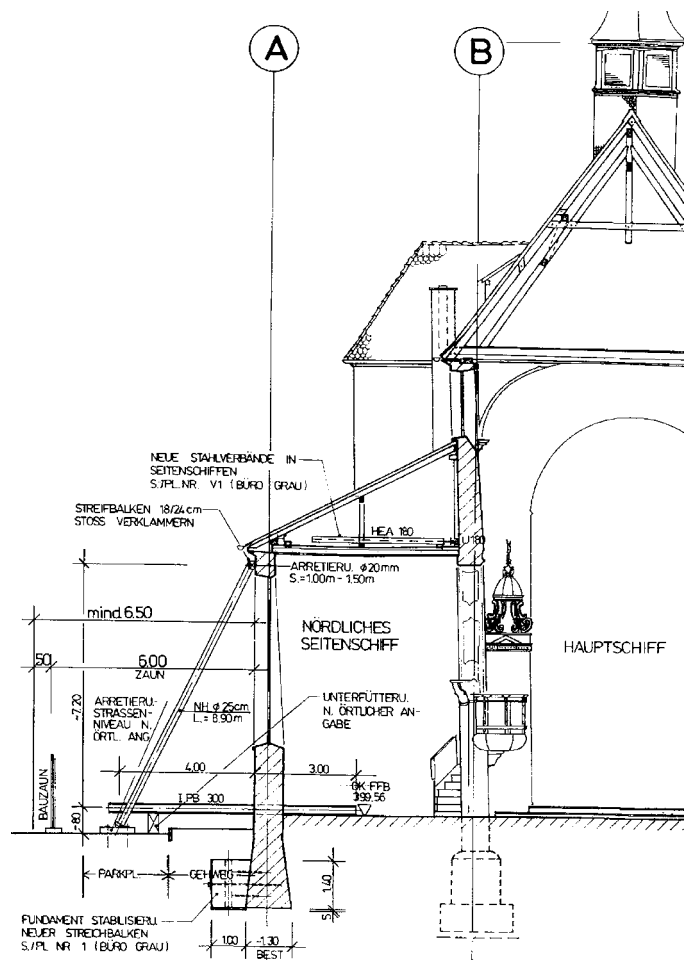 A
B
NEUE STAHLVERBÄNDE IN
SEITENSCHIFFEN
S./PL.NR. V1 (BÜRO GRAU)
STREIFBALKEN 18/24cm
STOSS VERKLAMMERN
HEA 180
U 180
ARRETIERU. φ20mm
S.=1.00m - 1.50m
mind. 6.50
NÖRDLICHES
SEITENSCHIFF
HAUPTSCHIFF
50
6.00
ZAUN
~7.20
ARRETIERU.
STRASSEN-
NIVEAU N.
ÖRTL. ANG
NH φ 25cm
L.= 8.90m
UNTERFÜTTERU.
N. ÖRTLICHER AN-
GABE
4.00
3.00
BAUZAUN
IPB 300
OK FFB
399,56
~.80
PARKPL.
GEHWEG
1.40
FUNDAMENT STABILISIERU.
NEUER STREICHBALKEN
S./PL NR 1 (BÜRO GRAU)
1.00
~1.30
BEST